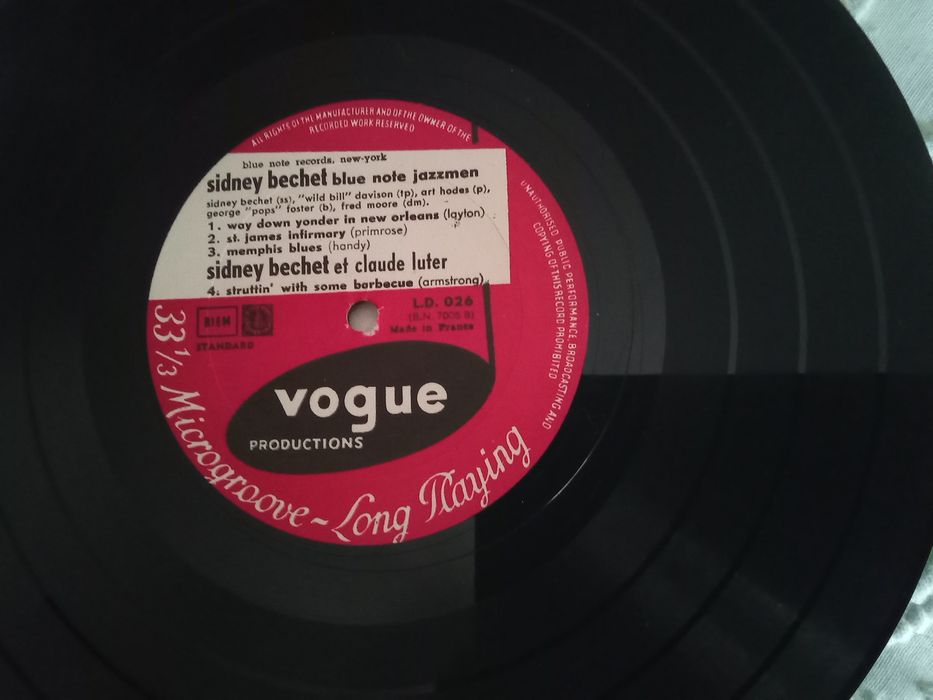 ALL RIGHTS OF THE MANUFACTURER AND OF THE OWNER OF THE
RECORDED WORK RESERVED
blue note records, new-york
sidney bechet blue note jazzmen
sidney bechet (ss), "wild bill" davison (tp), art hodes (p),
george "pops" foster (b), fred moore (dm).
1. way down yonder in new orleans (layton)
2. st. james infirmary (primrose)
3. memphis blues (handy)
sidney bechet et claude luter
4. struttin' with some barbecue (armstrong)
UNAUTHORISED PUBLIC PERFORMANCE BROADCASTING AND
COPYING OF THIS RECORD PROHIBITED
BIEM
STANDARD
L.D. 026
(B.N. 7005 B)
Made in France
vogue
PRODUCTIONS
33 1/3 Microgroove - Long Playing